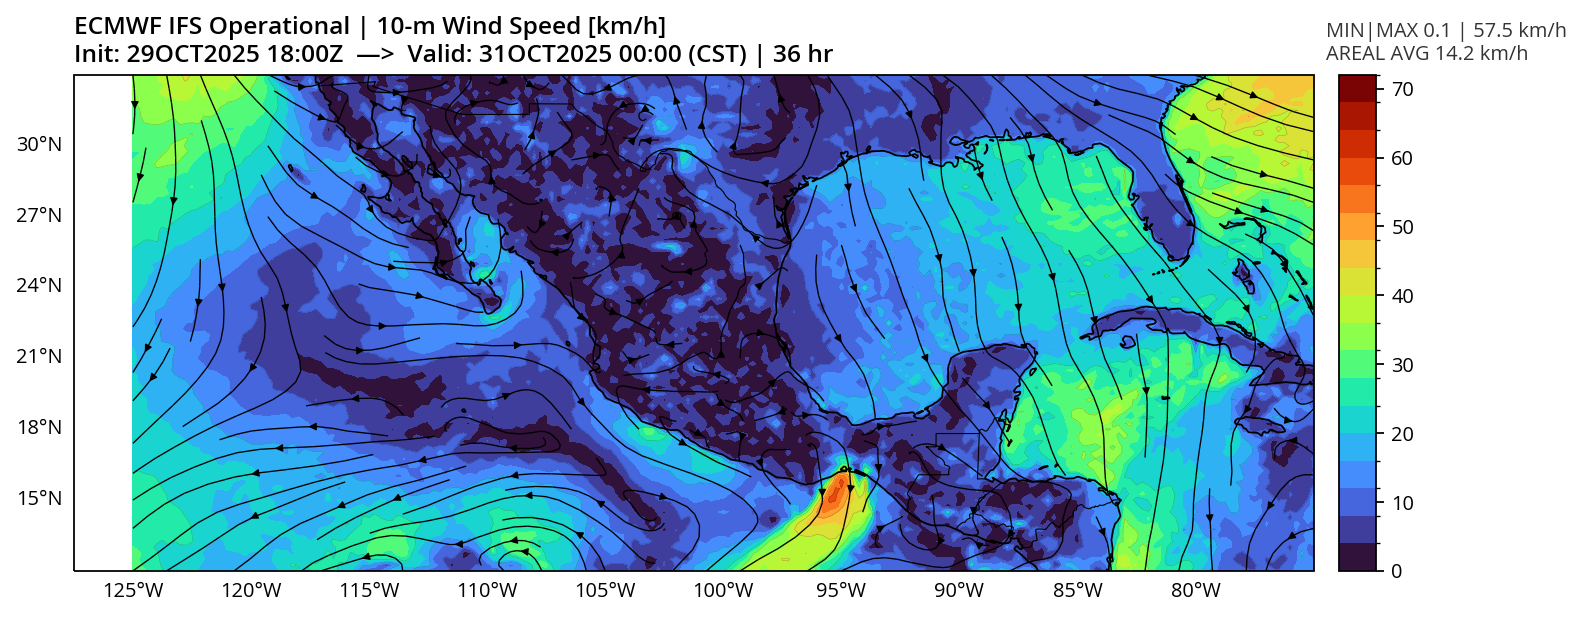 ECMWF IFS Operational | 10-m Wind Speed [km/h]
Init: 29OCT2025 18:00Z —> Valid: 31OCT2025 00:00 (CST) | 36 hr
MIN|MAX 0.1 | 57.5 km/h
AREAL AVG 14.2 km/h
30°N
27°N
24°N
21°N
18°N
15°N
125°W 120°W 115°W 110°W 105°W 100°W 95°W 90°W 85°W 80°W
70
60
50
40
30
20
10
0